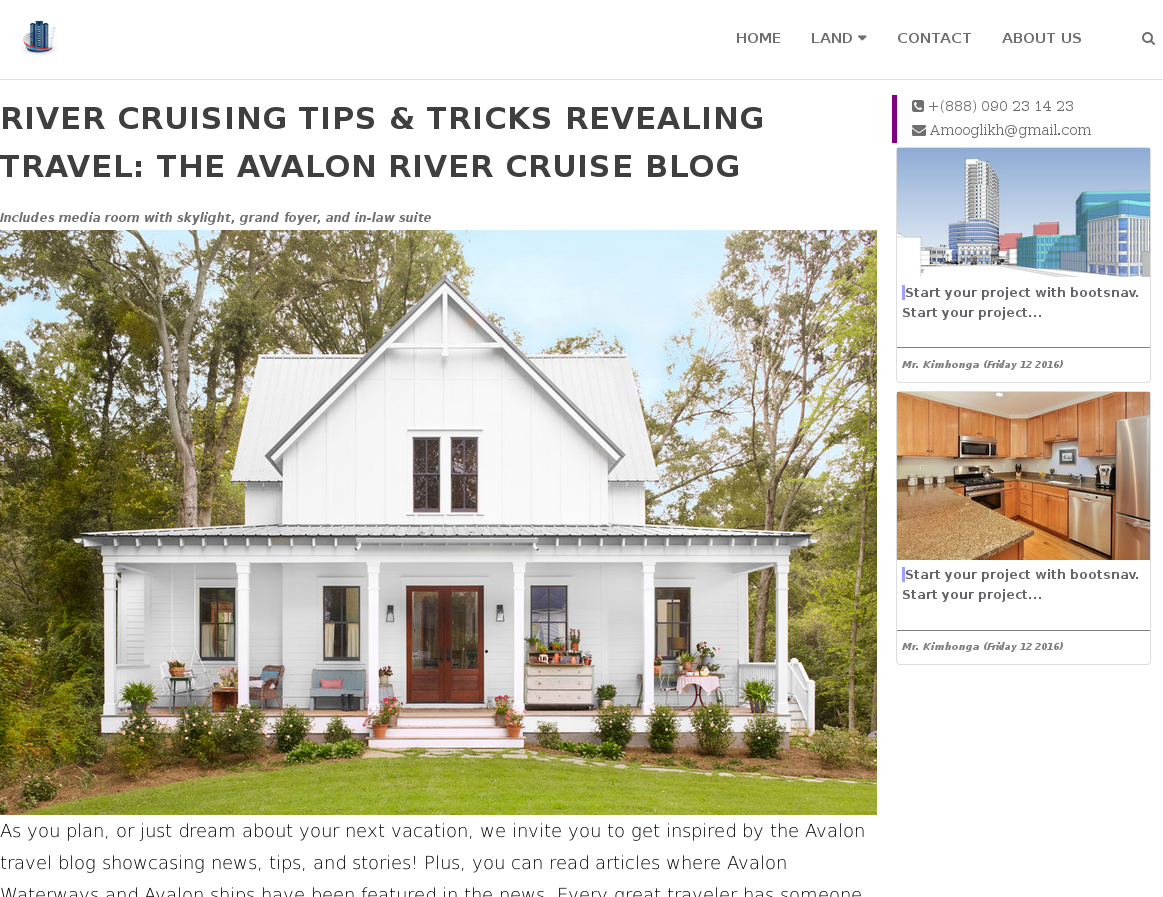 HOME LAND CONTACT ABOUT US
RIVER CRUISING TIPS & TRICKS REVEALING
TRAVEL: THE AVALON RIVER CRUISE BLOG
Includes media room with skylight, grand foyer, and in-law suite
As you plan, or just dream about your next vacation, we invite you to get inspired by the Avalon
travel blog showcasing news, tips, and stories! Plus, you can read articles where Avalon
Waterways and Avalon ships have been featured in the news. Every great traveler has someone
+(888) 090 23 14 23
Amooglikh@gmail.com
Start your project with bootsnav.
Start your project...
Mr. Kimhonga (Friday 12 2016)
Start your project with bootsnav.
Start your project...
Mr. Kimhonga (Friday 12 2016)